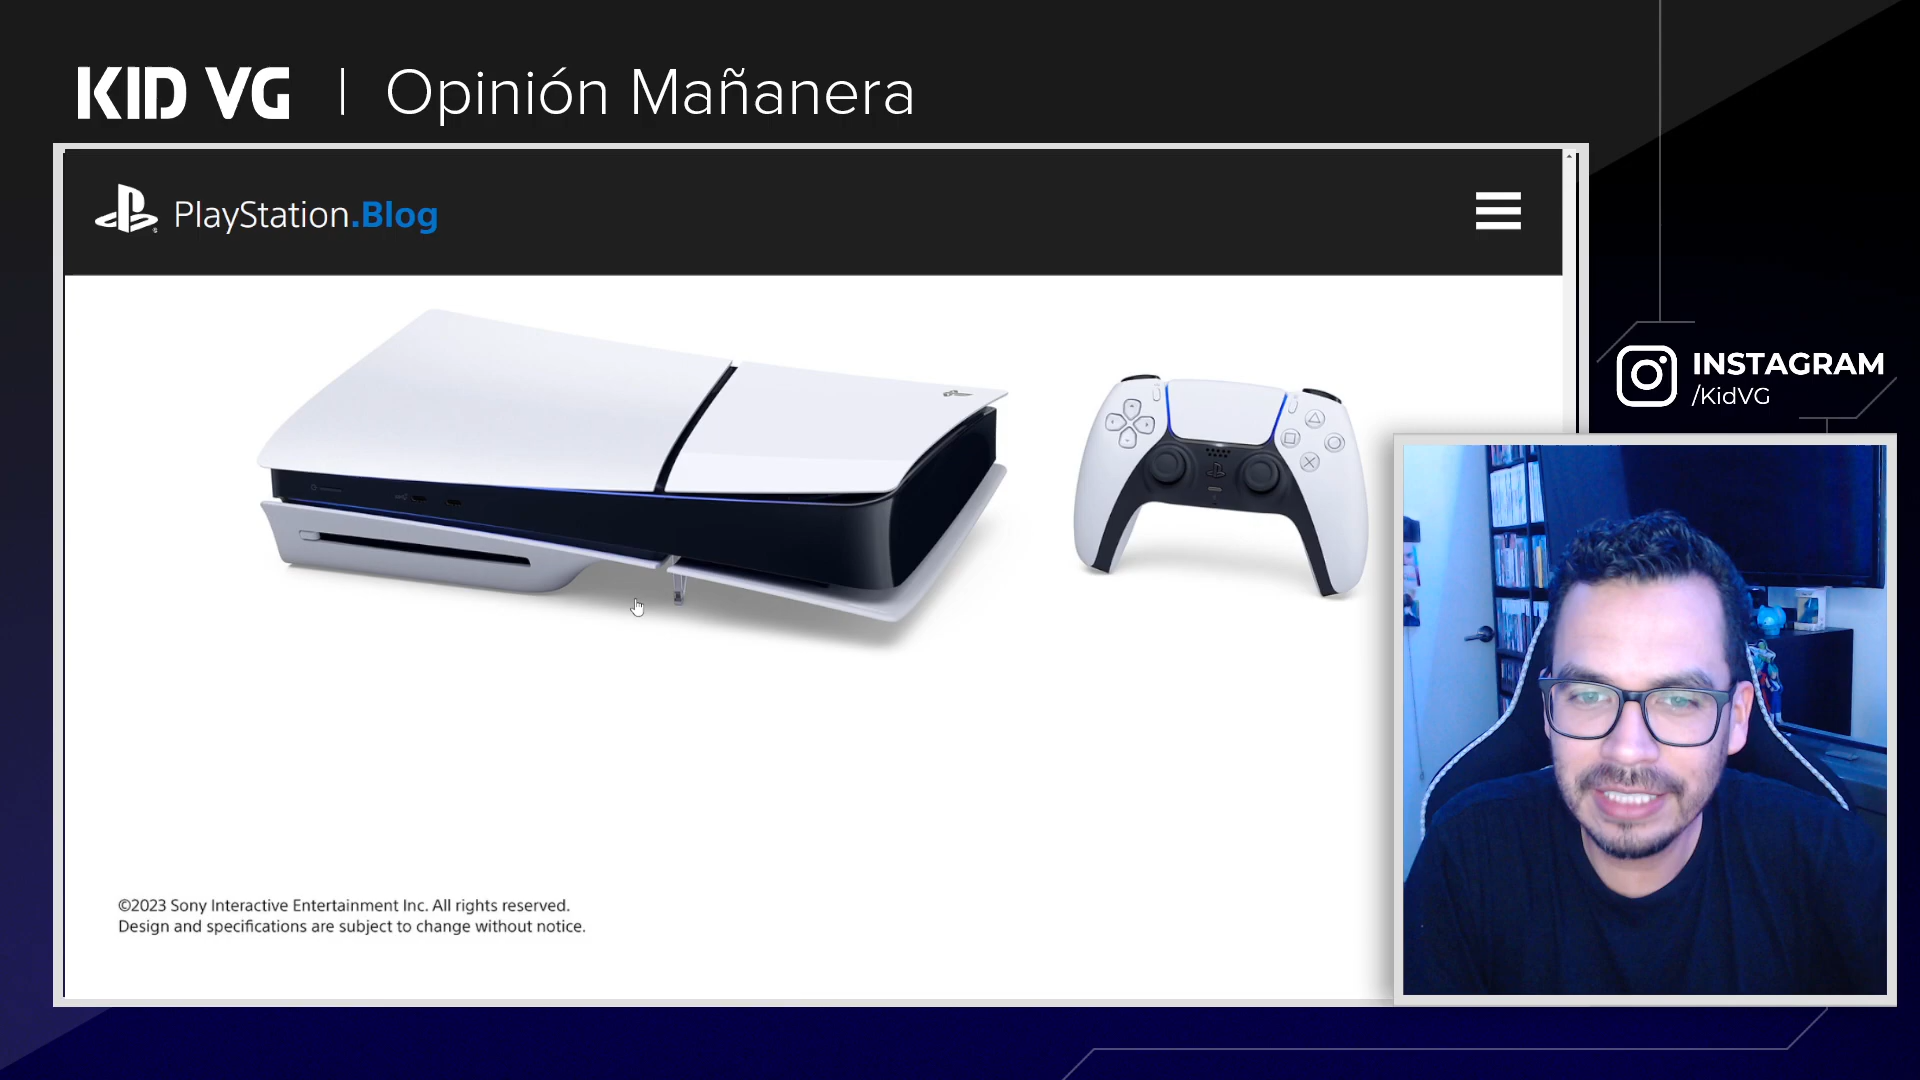 KID VG | Opinión Mañanera
PlayStation.Blog
INSTAGRAM
/KidVG
©2023 Sony Interactive Entertainment Inc. All rights reserved.
Design and specifications are subject to change without notice.